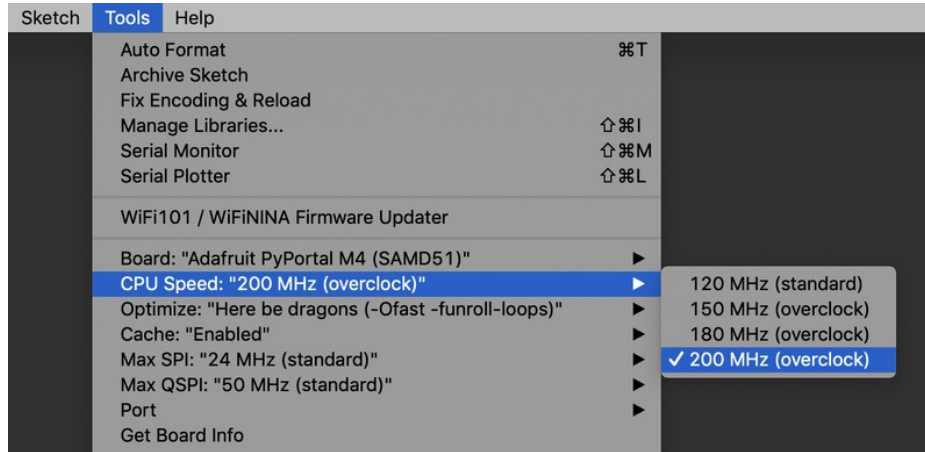 Sketch Tools Help
Auto Format ⌘T
Archive Sketch
Fix Encoding & Reload
Manage Libraries... ⇧⌘I
Serial Monitor ⇧⌘M
Serial Plotter ⇧⌘L
WiFi101 / WiFiNINA Firmware Updater
Board: "Adafruit PyPortal M4 (SAMD51)" ▶
CPU Speed: "200 MHz (overclock)" ▶
Optimize: "Here be dragons (-Ofast -funroll-loops)" ▶
Cache: "Enabled" ▶
Max SPI: "24 MHz (standard)" ▶
Max QSPI: "50 MHz (standard)" ▶
Port ▶
Get Board Info
120 MHz (standard)
150 MHz (overclock)
180 MHz (overclock)
✓ 200 MHz (overclock)